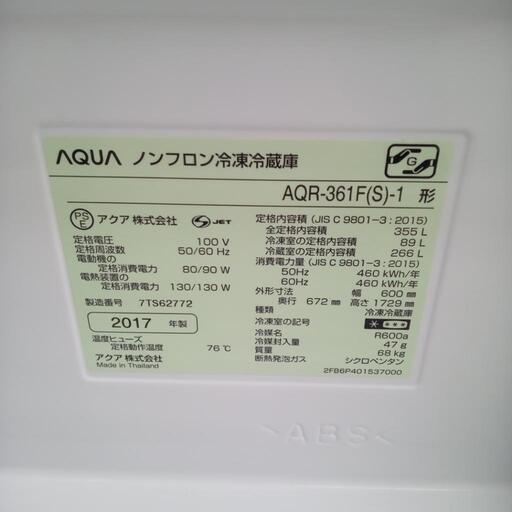 AQUA ノンフロン冷凍冷蔵庫
G
AQR-361F(S)-1 形
PS
E
アクア 株式会社
S JET
定格電圧 100 V
定格周波数 50/60 Hz
電動機の
定格消費電力 80/90 W
電熱装置の
定格消費電力 130/130 W
製造番号 7TS62772
2017 年製
温度ヒューズ
定格動作温度 76℃
アクア 株式会社
Made in Thailand
定格内容積 (JIS C 9801-3 : 2015)
全定格内容積 355 L
冷凍室の定格内容積 89 L
冷蔵室の定格内容積 266 L
消費電力量 (JIS C 9801-3 : 2015)
50Hz 460 kWh/年
60Hz 460 kWh/年
外形寸法 幅 600 mm
奥行 672 mm 高さ 1729 mm
種類 冷凍冷蔵庫
冷凍室の記号
冷媒名 R600a
冷媒封入量 47 g
質量 68 kg
断熱発泡ガス シクロペンタン
2FB6P401537000
>ABS<